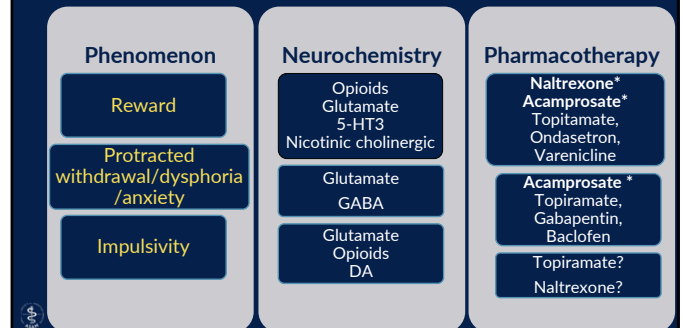 Phenomenon
Reward
Protracted
withdrawal/dysphoria
/anxiety
Impulsivity
Neurochemistry
Opioids
Glutamate
5-HT3
Nicotinic cholinergic
Glutamate
GABA
Glutamate
Opioids
DA
Pharmacotherapy
Naltrexone*
Acamprosate*
Topitamate,
Ondasetron,
Varenicline
Acamprosate *
Topiramate,
Gabapentin,
Baclofen
Topiramate?
Naltrexone?